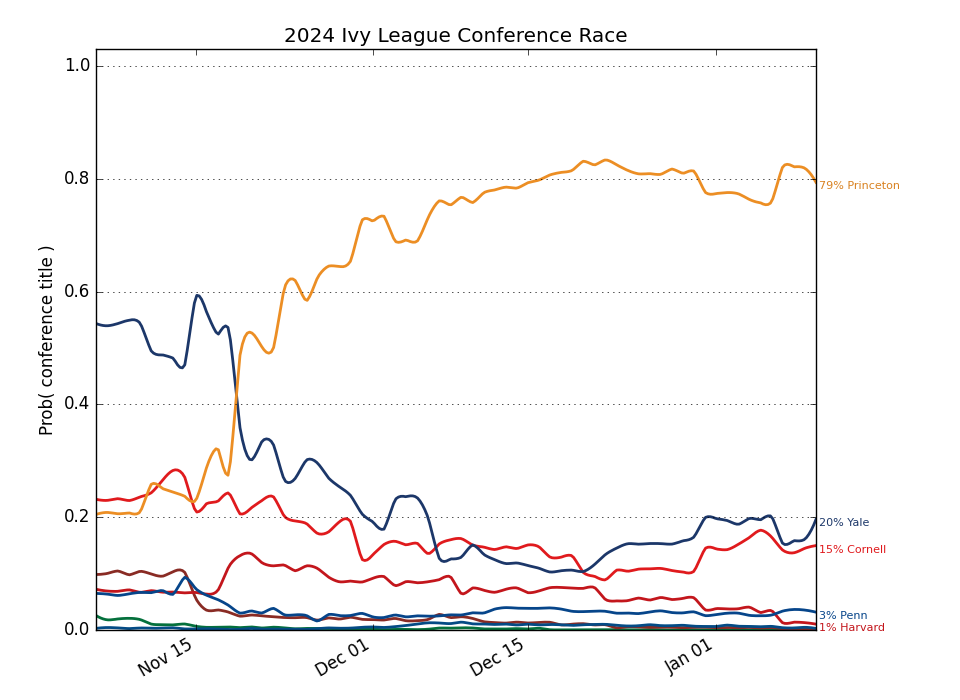 2024 Ivy League Conference Race
Prob( conference title )
1.0
0.8
0.6
0.4
0.2
0.0
Nov 15
Dec 01
Dec 15
Jan 01
79% Princeton
20% Yale
15% Cornell
3% Penn
1% Harvard